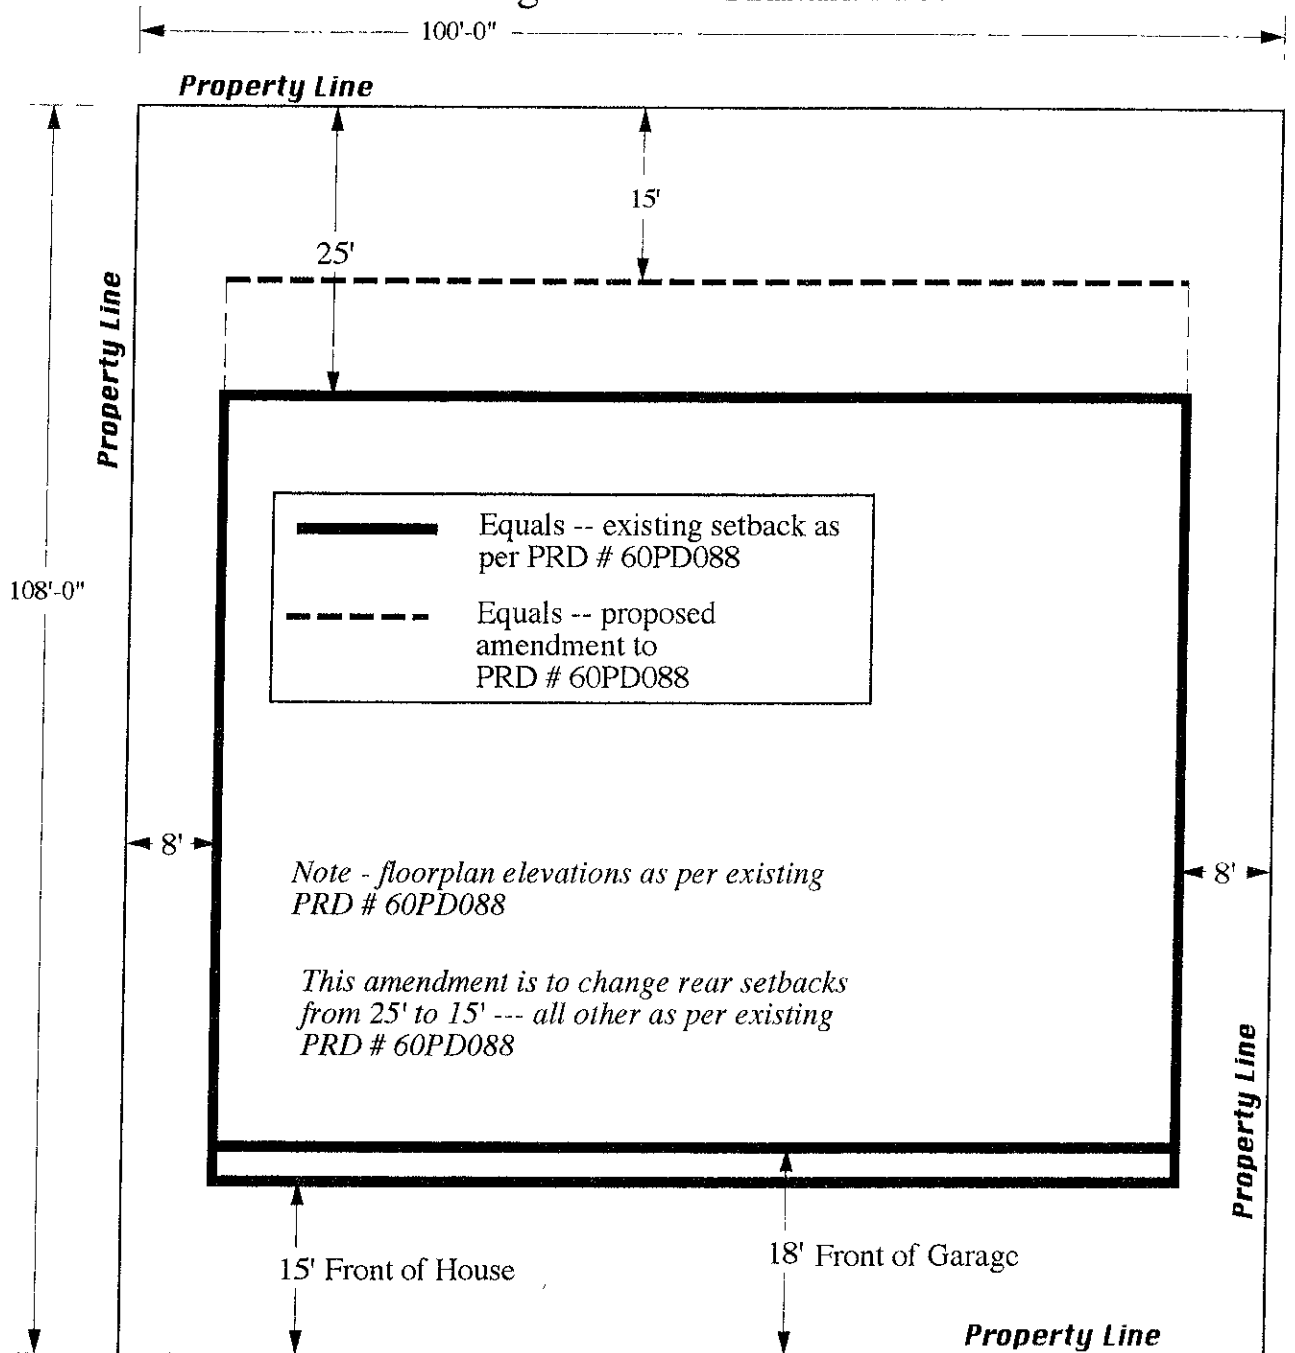 100'-0"
Property Line
15'
25'
Property Line
Equals -- existing setback as
per PRD # 60PD088
108'-0"
Equals -- proposed
amendment to
PRD # 60PD088
8'
8'
Note - floorplan elevations as per existing
PRD # 60PD088
This amendment is to change rear setbacks
from 25' to 15' --- all other as per existing
PRD # 60PD088
Property Line
18' Front of Garage
15' Front of House
Property Line